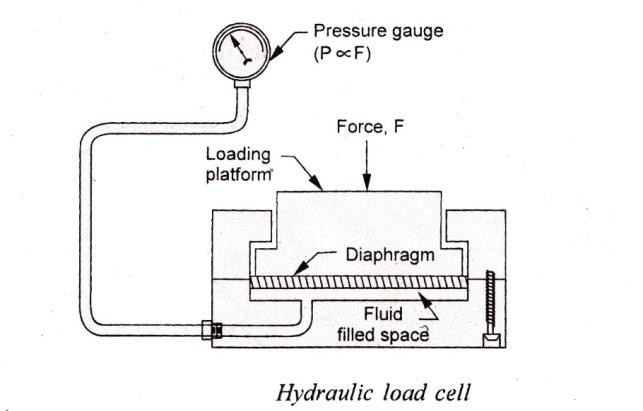 Pressure gauge
(P ∝ F)
Force, F
Loading
platform
Diaphragm
Fluid
filled space
Hydraulic load cell